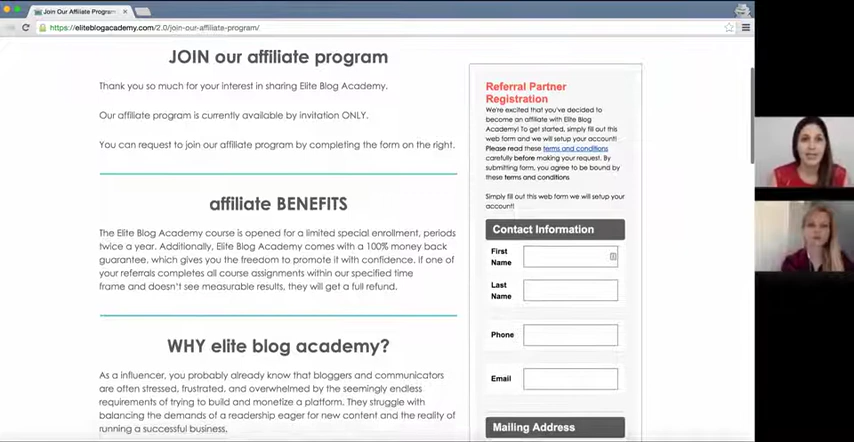 Join Our Affiliate Program
https://eliteblogacademy.com/2.0/join-our-affiliate-program/
JOIN our affiliate program
Thank you so much for your interest in sharing Elite Blog Academy.
Our affiliate program is currently available by invitation ONLY.
You can request to join our affiliate program by completing the form on the right.
affiliate BENEFITS
The Elite Blog Academy course is opened for a limited special enrollment, periods
twice a year. Additionally, Elite Blog Academy comes with a 100% money back
guarantee, which gives you the freedom to promote it with confidence. If one of
your referrals completes all course assignments within our specified time
frame and doesn't see measurable results, they will get a full refund.
WHY elite blog academy?
As a influencer, you probably already know that bloggers and communicators
are often stressed, frustrated, and overwhelmed by the seemingly endless
requirements of trying to build and monetize a platform. They struggle with
balancing the demands of a readership eager for new content and the reality of
running a successful business.
Referral Partner
Registration
We're excited that you've decided to
become an affiliate with Elite Blog
Academy! To get started, simply fill out this
web form and we will setup your account!
Please read these terms and conditions
carefully before making your request. By
submitting form, you agree to be bound by
these terms and conditions
Simply fill out this web form we will setup your
account!
Contact Information
First
Name
Last
Name
Phone
Email
Mailing Address